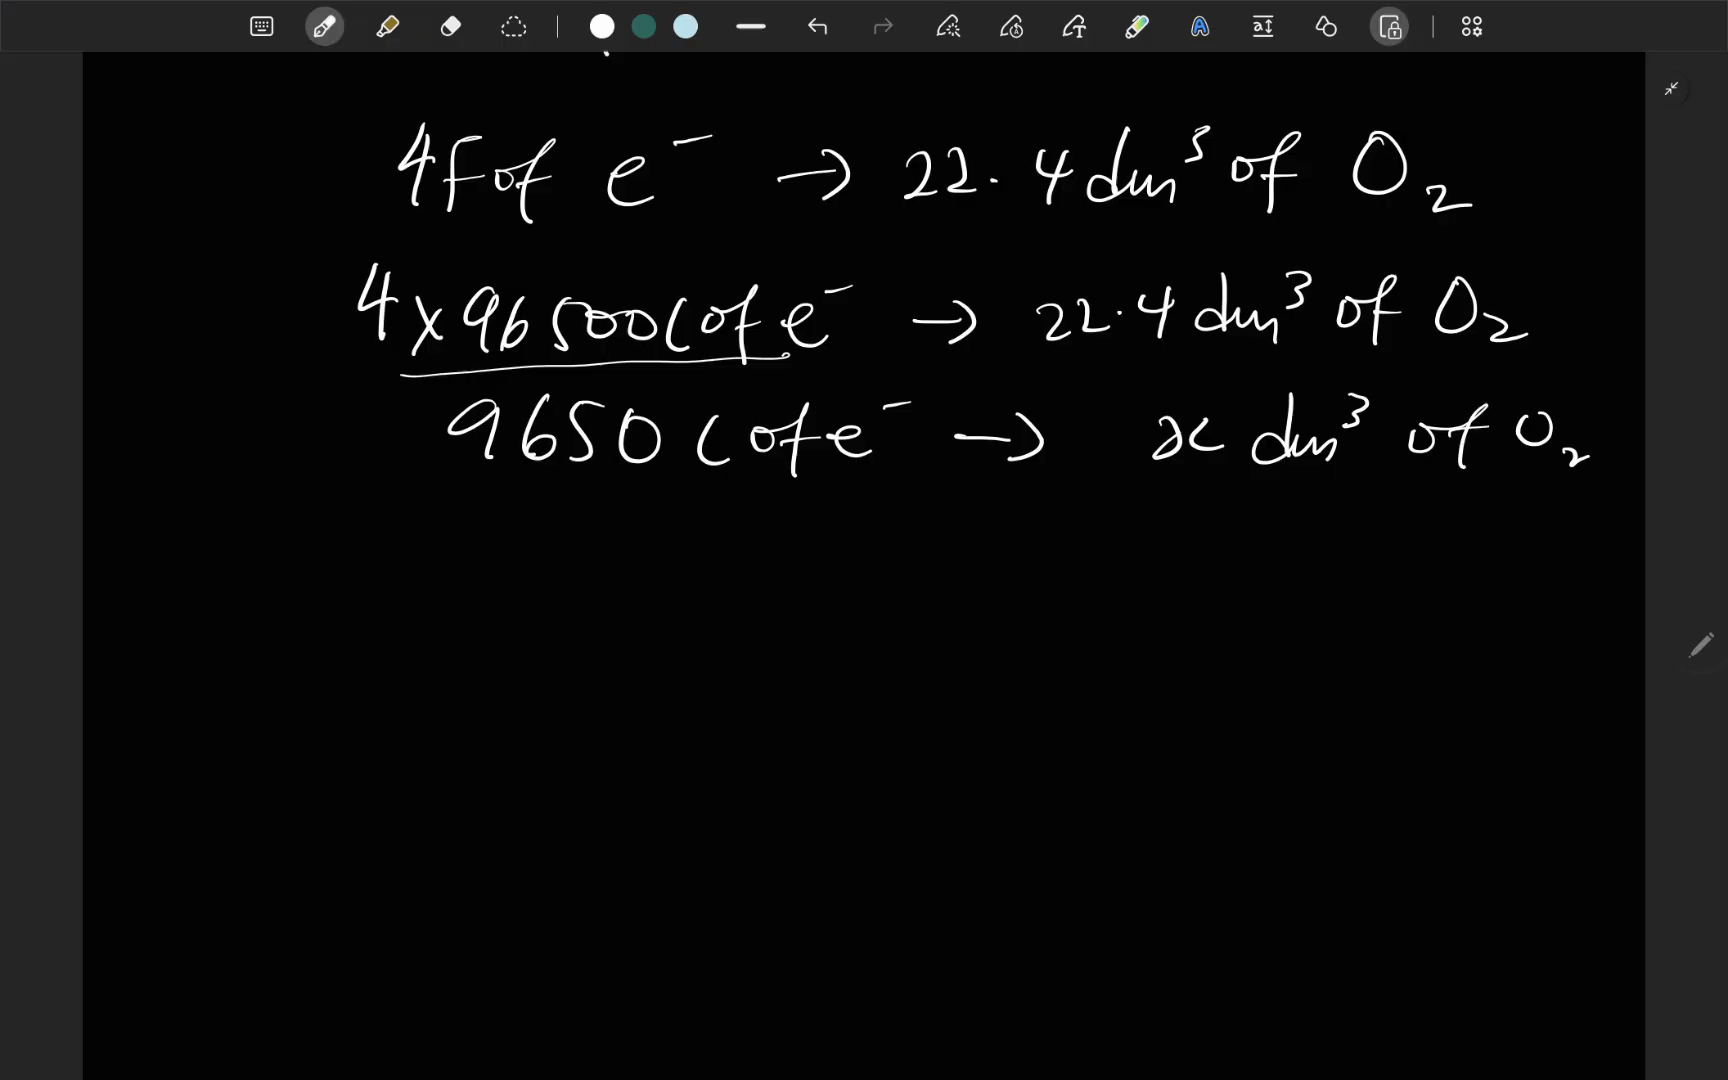 4F of e⁻ → 22.4 dm³ of O₂
4 x 96500C of e⁻ → 22.4 dm³ of O₂
9650 C of e⁻ → x dm³ of O₂